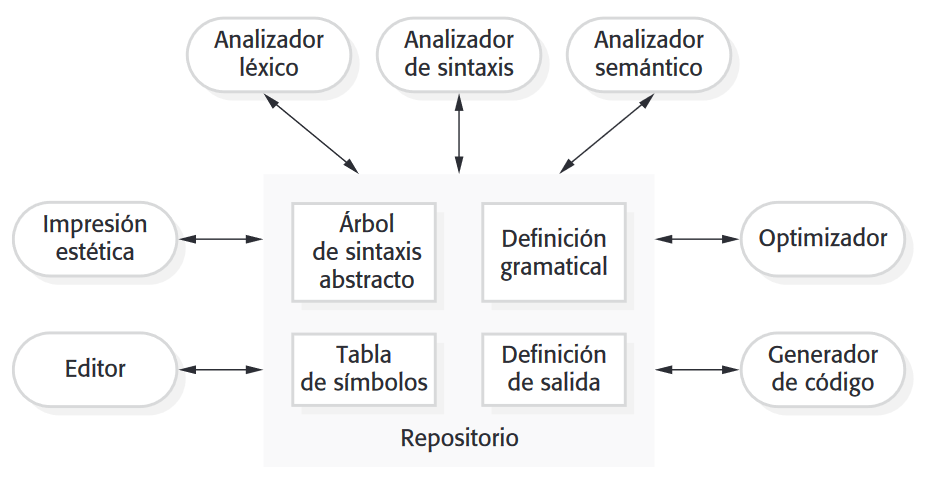 Analizador
léxico
Analizador
de sintaxis
Analizador
semántico
Impresión
estética
Árbol
de sintaxis
abstracto
Definición
gramatical
Optimizador
Editor
Tabla
de símbolos
Definición
de salida
Generador
de código
Repositorio